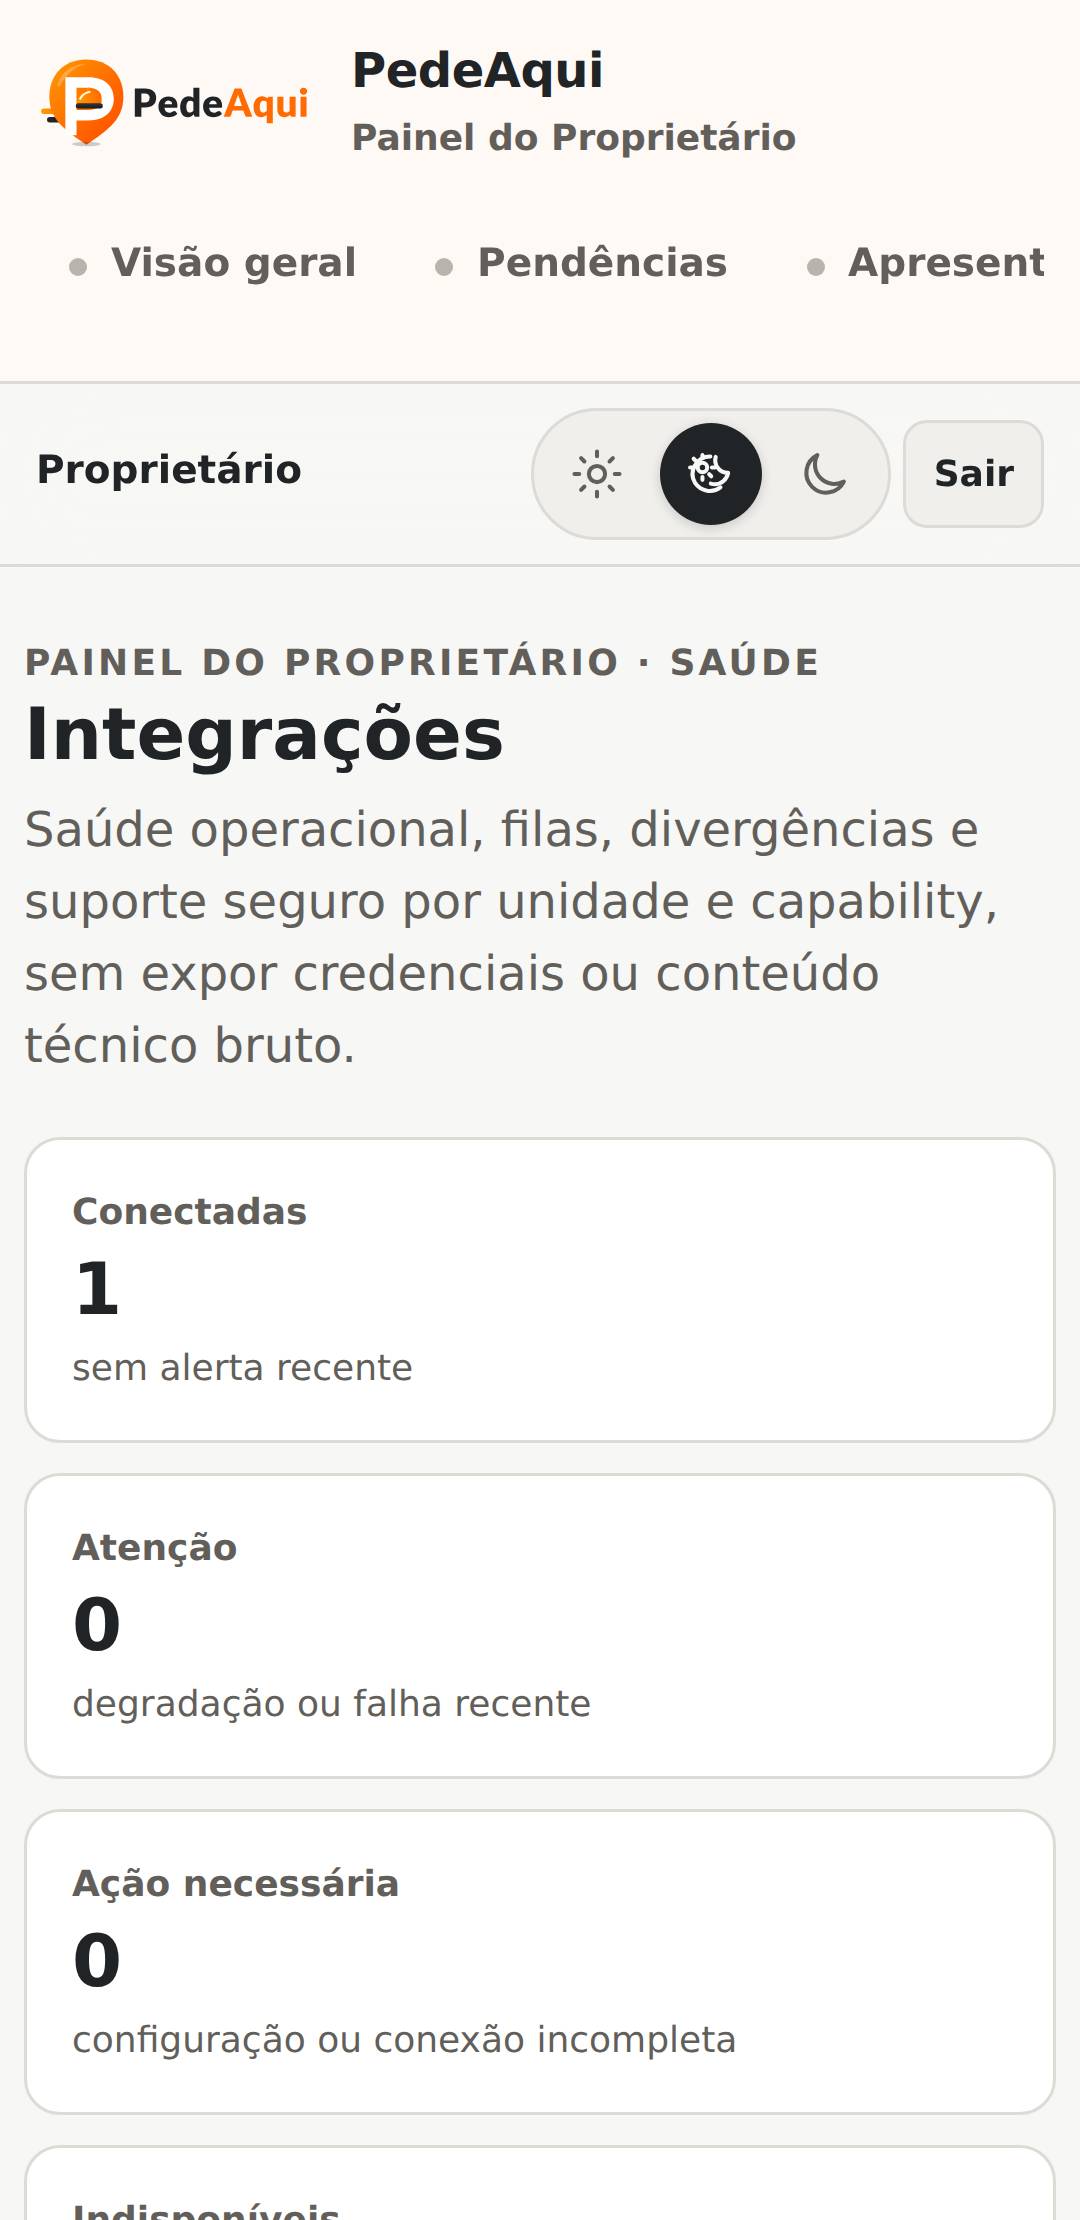 PedeAqui
PedeAqui
Painel do Proprietário
Visão geral
Pendências
Apresent
Proprietário
Sair
PAINEL DO PROPRIETÁRIO · SAÚDE
Integrações
Saúde operacional, filas, divergências e
suporte seguro por unidade e capability,
sem expor credenciais ou conteúdo
técnico bruto.
Conectadas
1
sem alerta recente
Atenção
0
degradação ou falha recente
Ação necessária
0
configuração ou conexão incompleta
Indisponíveis